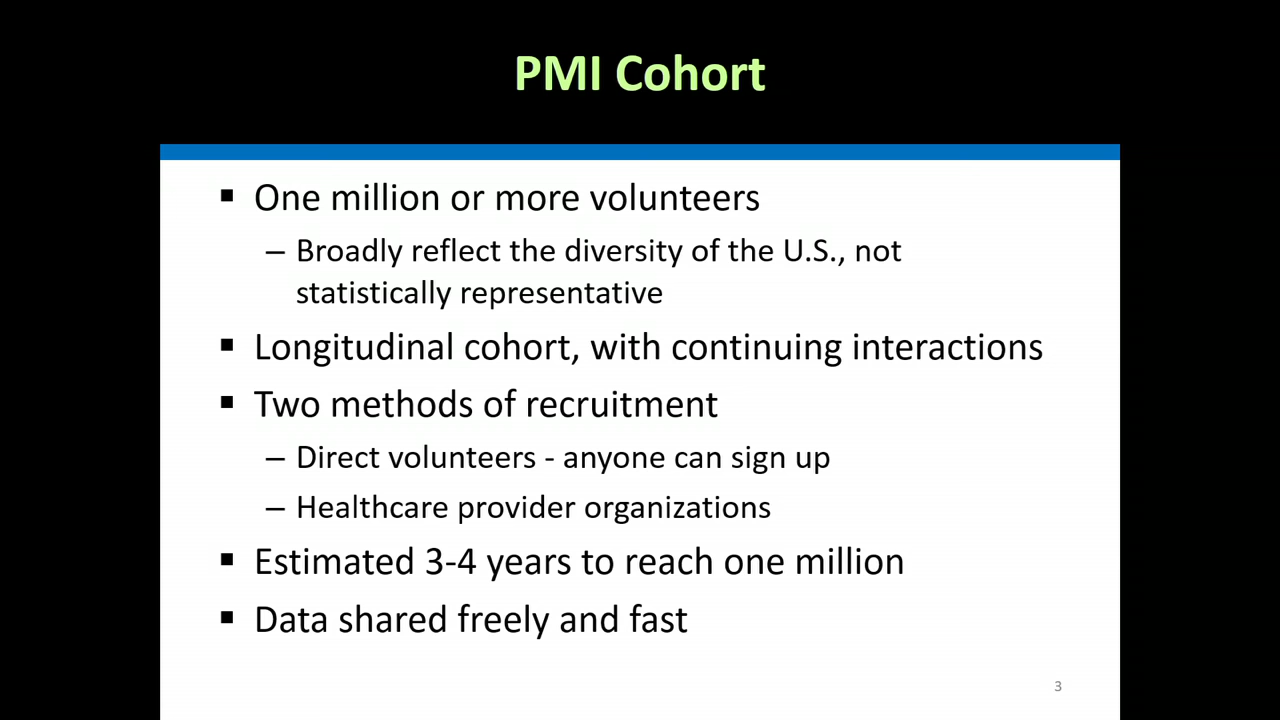 PMI Cohort
▪ One million or more volunteers
– Broadly reflect the diversity of the U.S., not
statistically representative
▪ Longitudinal cohort, with continuing interactions
▪ Two methods of recruitment
– Direct volunteers - anyone can sign up
– Healthcare provider organizations
▪ Estimated 3-4 years to reach one million
▪ Data shared freely and fast
3